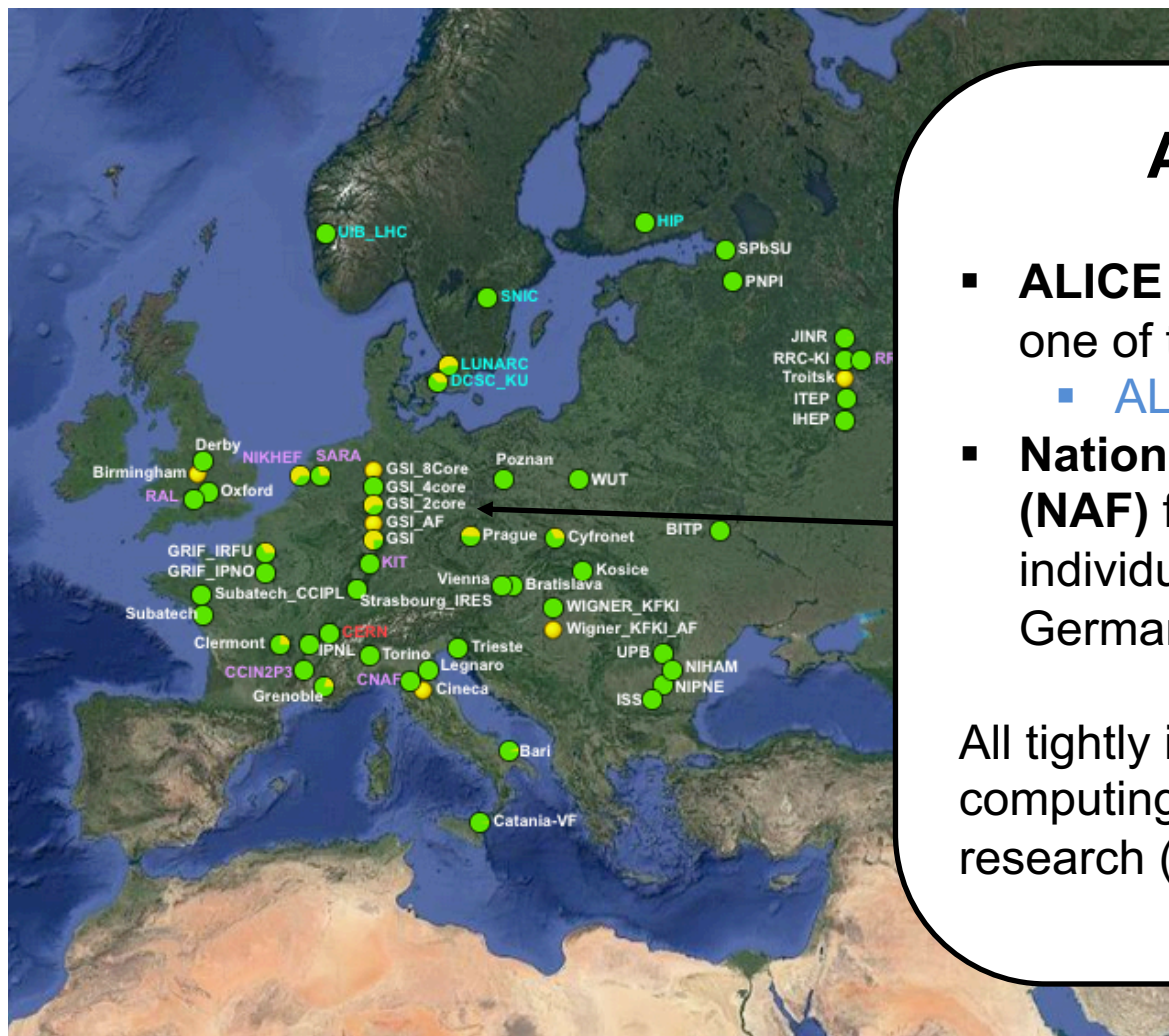 UIB_LHC
HIP
SPbSU
PNPI
SNIC
JINR
RRC-KI
LUNARC
Troitsk
DCSC_KU
ITEP
IHEP
Derby
NIKHEF
SARA
Birmingham
GSI_8Core
Poznan
GSI_4core
WUT
RAL
Oxford
GSI_2core
GSI_AF
GSI
Prague
Cyfronet
BITP
GRIF_IRFU
KIT
GRIF_IPNO
Kosice
Vienna
Bratislava
Subatech_CCIPL
Strasbourg_IRES
WIGNER_KFKI
Subatech
Wigner_KFKI_AF
CERN
Clermont
IPNL
Torino
Trieste
UPB
Legnaro
NIHAM
CCIN2P3
CNAF
Cineca
NIPNE
Grenoble
ISS
Bari
Catania-VF
A
▪ ALICE
one of
▪ AL
▪ Nation
(NAF) f
individu
German
All tightly i
computing
research (